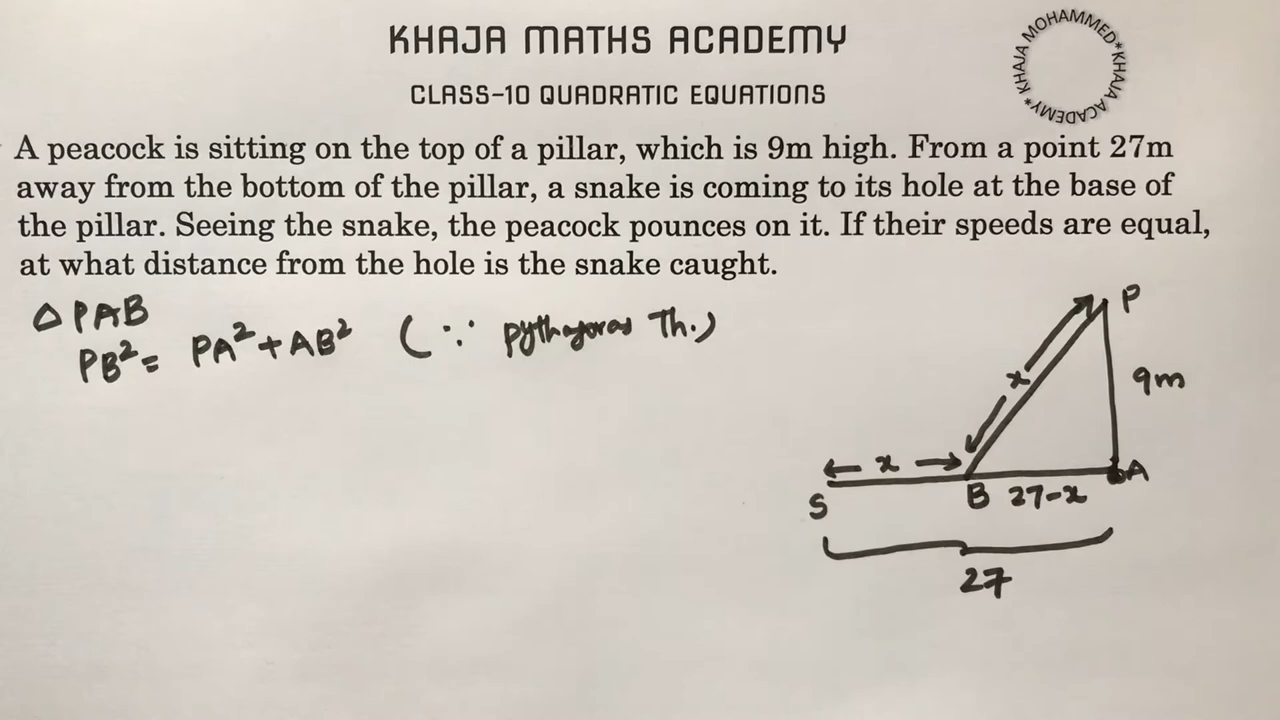 KHAJA MATHS ACADEMY
CLASS-10 QUADRATIC EQUATIONS
KHAJA MOHAMMED*KHAJA ACADEMY*
A peacock is sitting on the top of a pillar, which is 9m high. From a point 27m
away from the bottom of the pillar, a snake is coming to its hole at the base of
the pillar. Seeing the snake, the peacock pounces on it. If their speeds are equal,
at what distance from the hole is the snake caught.
△ PAB
PB² = PA² + AB² (∵ pythagoras Th.)
P
x
9m
x
A
S
B 27-x
27